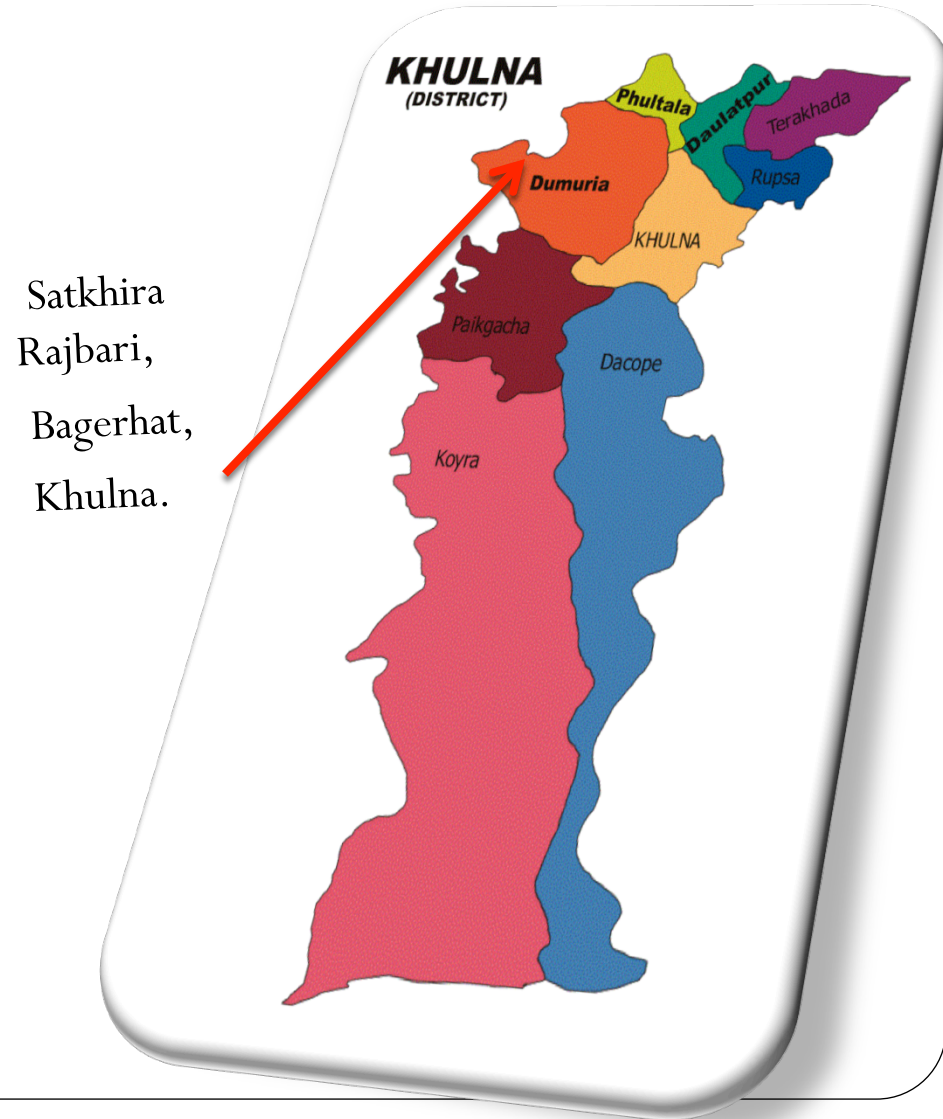 KHULNA
(DISTRICT)
Phultala
Daulatpur
Terakhada
Rupsa
Dumuria
KHULNA
Paikgacha
Dacope
Koyra
Satkhira
Rajbari,
Bagerhat,
Khulna.